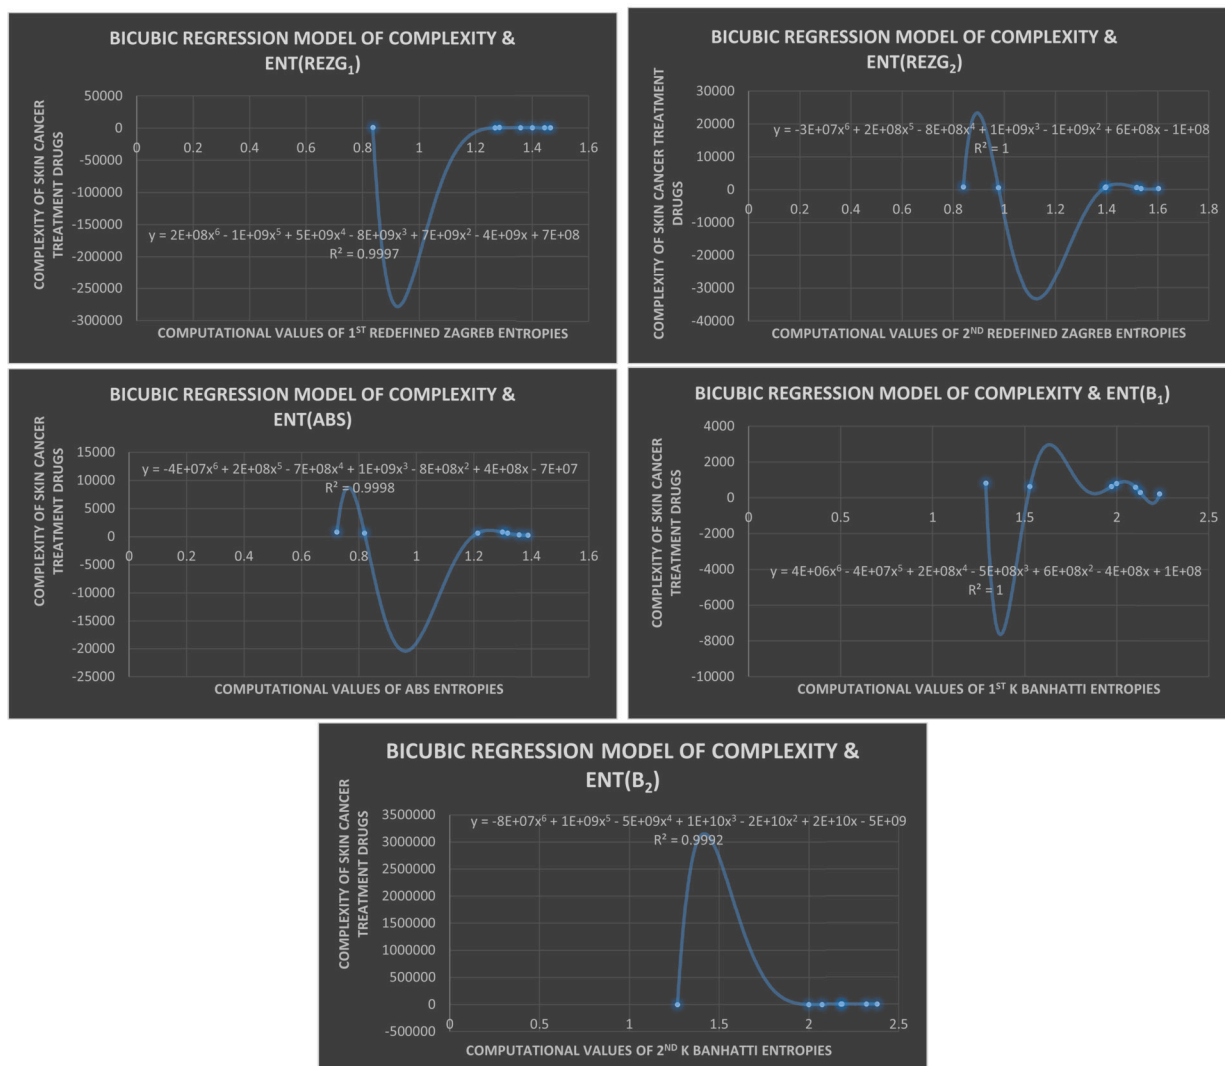 BICUBIC REGRESSION MODEL OF COMPLEXITY &
ENT(REZG₁)
COMPLEXITY OF SKIN CANCER
TREATMENT DRUGS
50000
0
-50000
-100000
-150000
-200000
-250000
-300000
0 0.2 0.4 0.6 0.8 1 1.2 1.4 1.6
y = 2E+08x⁶ - 1E+09x⁵ + 5E+09x⁴ - 8E+09x³ + 7E+09x² - 4E+09x + 7E+08
R² = 0.9997
COMPUTATIONAL VALUES OF 1ST REDEFINED ZAGREB ENTROPIES
BICUBIC REGRESSION MODEL OF COMPLEXITY &
ENT(REZG₂)
COMPLEXITY OF SKIN CANCER TREATMENT
DRUGS
30000
20000
10000
0
-10000
-20000
-30000
-40000
y = -3E+07x⁶ + 2E+08x⁵ - 8E+08x⁴ + 1E+09x³ - 1E+09x² + 6E+08x - 1E+08
R² = 1
0 0.2 0.4 0.6 0.8 1 1.2 1.4 1.6 1.8
COMPUTATIONAL VALUES OF 2ND REDEFINED ZAGREB ENTROPIES
BICUBIC REGRESSION MODEL OF COMPLEXITY &
ENT(ABS)
COMPLEXITY OF SKIN CANCER
TREATMENT DRUGS
15000
10000
5000
0
-5000
-10000
-15000
-20000
-25000
y = -4E+07x⁶ + 2E+08x⁵ - 7E+08x⁴ + 1E+09x³ - 8E+08x² + 4E+08x - 7E+07
R² = 0.9998
0 0.2 0.4 0.6 0.8 1 1.2 1.4 1.6
COMPUTATIONAL VALUES OF ABS ENTROPIES
BICUBIC REGRESSION MODEL OF COMPLEXITY & ENT(B₁)
COMPLEXITY OF SKIN CANCER
TREATMENT DRUGS
4000
2000
0
-2000
-4000
-6000
-8000
-10000
0 0.5 1 1.5 2 2.5
y = 4E+06x⁶ - 4E+07x⁵ + 2E+08x⁴ - 5E+08x³ + 6E+08x² - 4E+08x + 1E+08
R² = 1
COMPUTATIONAL VALUES OF 1ST K BANHATTI ENTROPIES
BICUBIC REGRESSION MODEL OF COMPLEXITY &
ENT(B₂)
COMPLEXITY OF SKIN CANCER
TREATMENT DRUGS
3500000
3000000
2500000
2000000
1500000
1000000
500000
0
-500000
y = -8E+07x⁶ + 1E+09x⁵ - 5E+09x⁴ + 1E+10x³ - 2E+10x² + 2E+10x - 5E+09
R² = 0.9992
0 0.5 1 1.5 2 2.5
COMPUTATIONAL VALUES OF 2ND K BANHATTI ENTROPIES